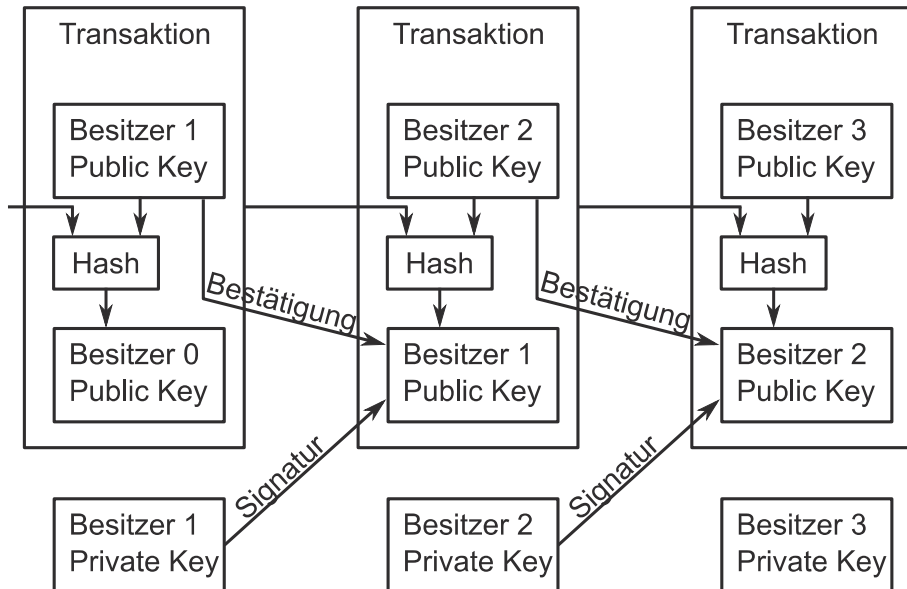 Transaktion
Transaktion
Transaktion
Besitzer 1
Public Key
Besitzer 2
Public Key
Besitzer 3
Public Key
Hash
Hash
Hash
Bestätigung
Bestätigung
Besitzer 0
Public Key
Besitzer 1
Public Key
Besitzer 2
Public Key
Signatur
Signatur
Besitzer 1
Private Key
Besitzer 2
Private Key
Besitzer 3
Private Key